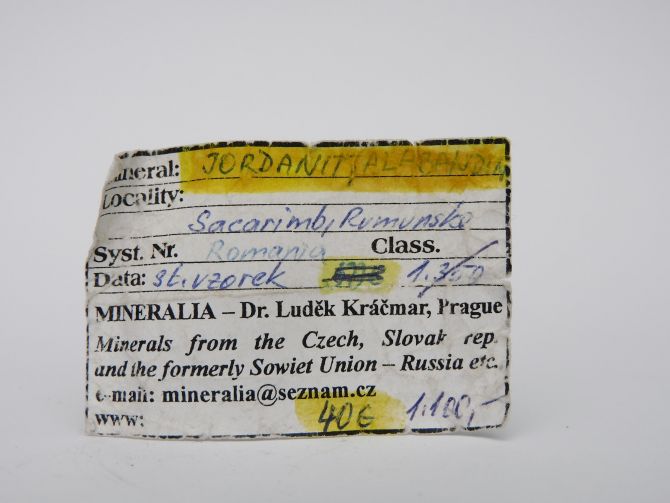 Mineral: JORDANIT, ALABANDIN
Locality:
Sacarimb, Rumunsko
Syst. Nr. Romania Class.
Data: st. vzorek 1.350
MINERALIA – Dr. Luděk Kráčmar, Prague
Minerals from the Czech, Slovak rep.
and the formerly Sowiet Union – Russia etc.
e-mail: mineralia@seznam.cz
www: 40€ 1.100,-